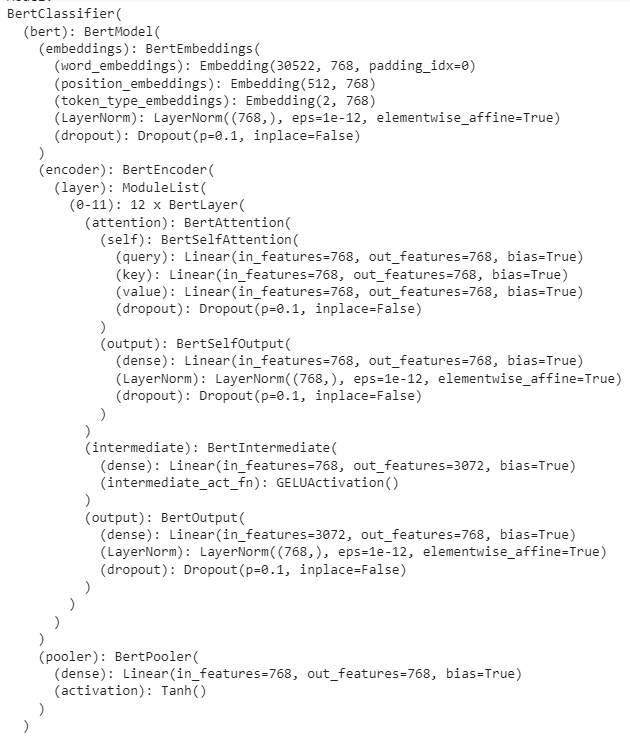 BertClassifier(
  (bert): BertModel(
    (embeddings): BertEmbeddings(
      (word_embeddings): Embedding(30522, 768, padding_idx=0)
      (position_embeddings): Embedding(512, 768)
      (token_type_embeddings): Embedding(2, 768)
      (LayerNorm): LayerNorm((768,), eps=1e-12, elementwise_affine=True)
      (dropout): Dropout(p=0.1, inplace=False)
    )
    (encoder): BertEncoder(
      (layer): ModuleList(
        (0-11): 12 x BertLayer(
          (attention): BertAttention(
            (self): BertSelfAttention(
              (query): Linear(in_features=768, out_features=768, bias=True)
              (key): Linear(in_features=768, out_features=768, bias=True)
              (value): Linear(in_features=768, out_features=768, bias=True)
              (dropout): Dropout(p=0.1, inplace=False)
            )
            (output): BertSelfOutput(
              (dense): Linear(in_features=768, out_features=768, bias=True)
              (LayerNorm): LayerNorm((768,), eps=1e-12, elementwise_affine=True)
              (dropout): Dropout(p=0.1, inplace=False)
            )
          )
          (intermediate): BertIntermediate(
            (dense): Linear(in_features=768, out_features=3072, bias=True)
            (intermediate_act_fn): GELUActivation()
          )
          (output): BertOutput(
            (dense): Linear(in_features=3072, out_features=768, bias=True)
            (LayerNorm): LayerNorm((768,), eps=1e-12, elementwise_affine=True)
            (dropout): Dropout(p=0.1, inplace=False)
          )
        )
      )
    )
    (pooler): BertPooler(
      (dense): Linear(in_features=768, out_features=768, bias=True)
      (activation): Tanh()
    )
  )